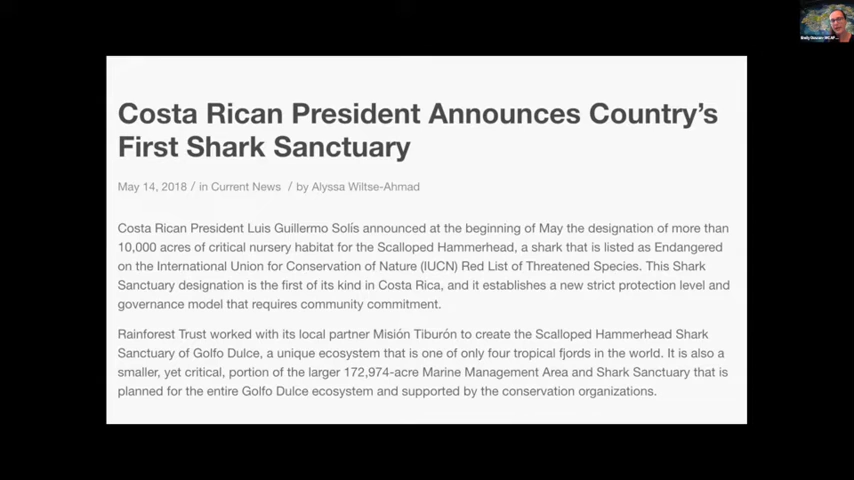 Costa Rican President Announces Country's
First Shark Sanctuary
May 14, 2018 / in Current News / by Alyssa Wiltse-Ahmad
Costa Rican President Luis Guillermo Solís announced at the beginning of May the designation of more than
10,000 acres of critical nursery habitat for the Scalloped Hammerhead, a shark that is listed as Endangered
on the International Union for Conservation of Nature (IUCN) Red List of Threatened Species. This Shark
Sanctuary designation is the first of its kind in Costa Rica, and it establishes a new strict protection level and
governance model that requires community commitment.
Rainforest Trust worked with its local partner Misión Tiburón to create the Scalloped Hammerhead Shark
Sanctuary of Golfo Dulce, a unique ecosystem that is one of only four tropical fjords in the world. It is also a
smaller, yet critical, portion of the larger 172,974-acre Marine Management Area and Shark Sanctuary that is
planned for the entire Golfo Dulce ecosystem and supported by the conservation organizations.